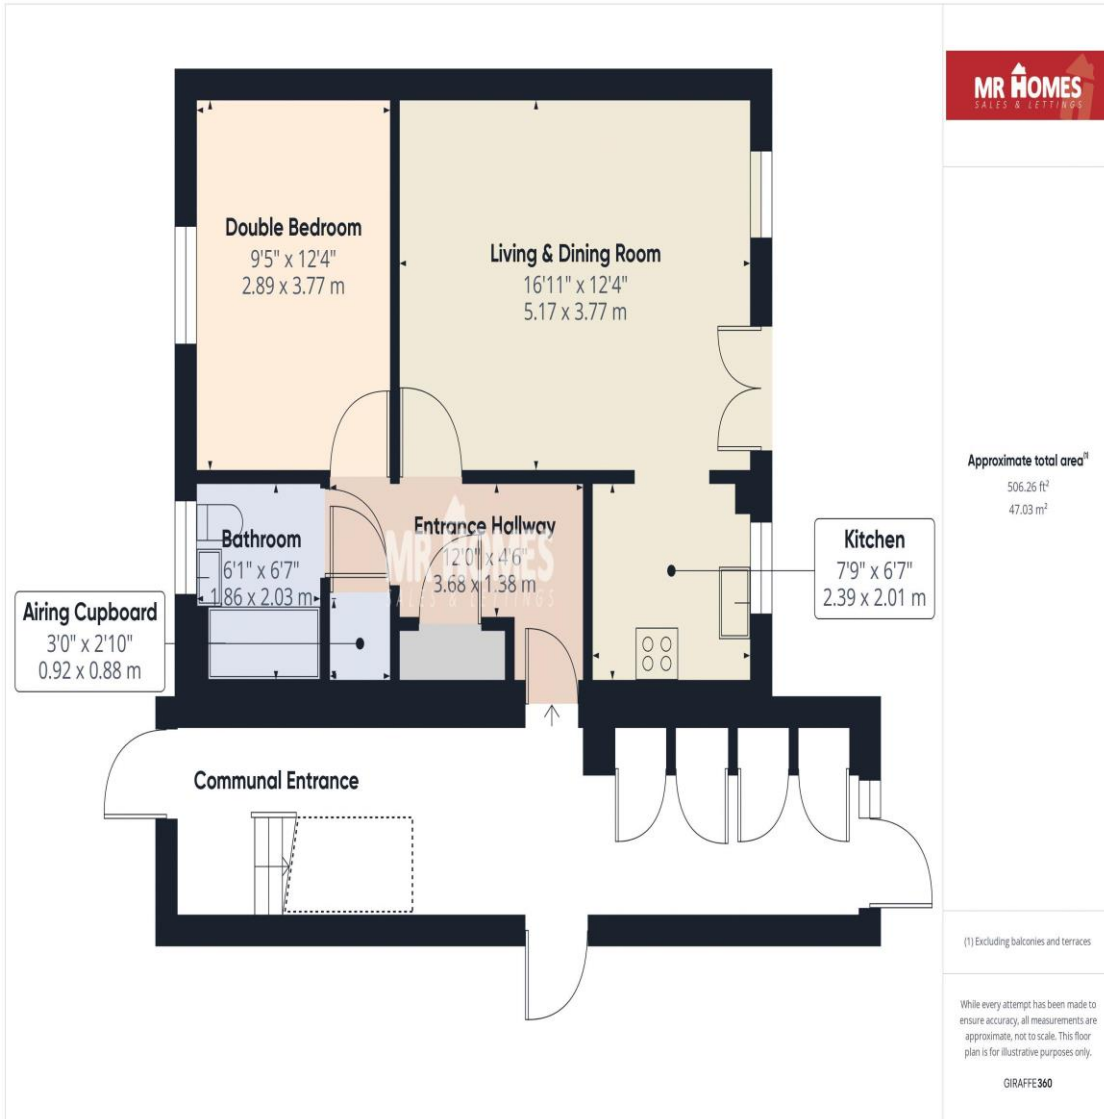 MR HOMES
SALES & LETTINGS
Double Bedroom
9'5" x 12'4"
2.89 x 3.77 m
Living & Dining Room
16'11" x 12'4"
5.17 x 3.77 m
Approximate total area(1)
506.26 ft²
47.03 m²
Bathroom
6'1" x 6'7"
1.86 x 2.03 m
Entrance Hallway
12'0" x 4'6"
3.68 x 1.38 m
MR HOMES
SALES & LETTINGS
Kitchen
7'9" x 6'7"
2.39 x 2.01 m
Airing Cupboard
3'0" x 2'10"
0.92 x 0.88 m
Communal Entrance
(1) Excluding balconies and terraces
While every attempt has been made to
ensure accuracy, all measurements are
approximate, not to scale. This floor
plan is for illustrative purposes only.
GIRAFFE360